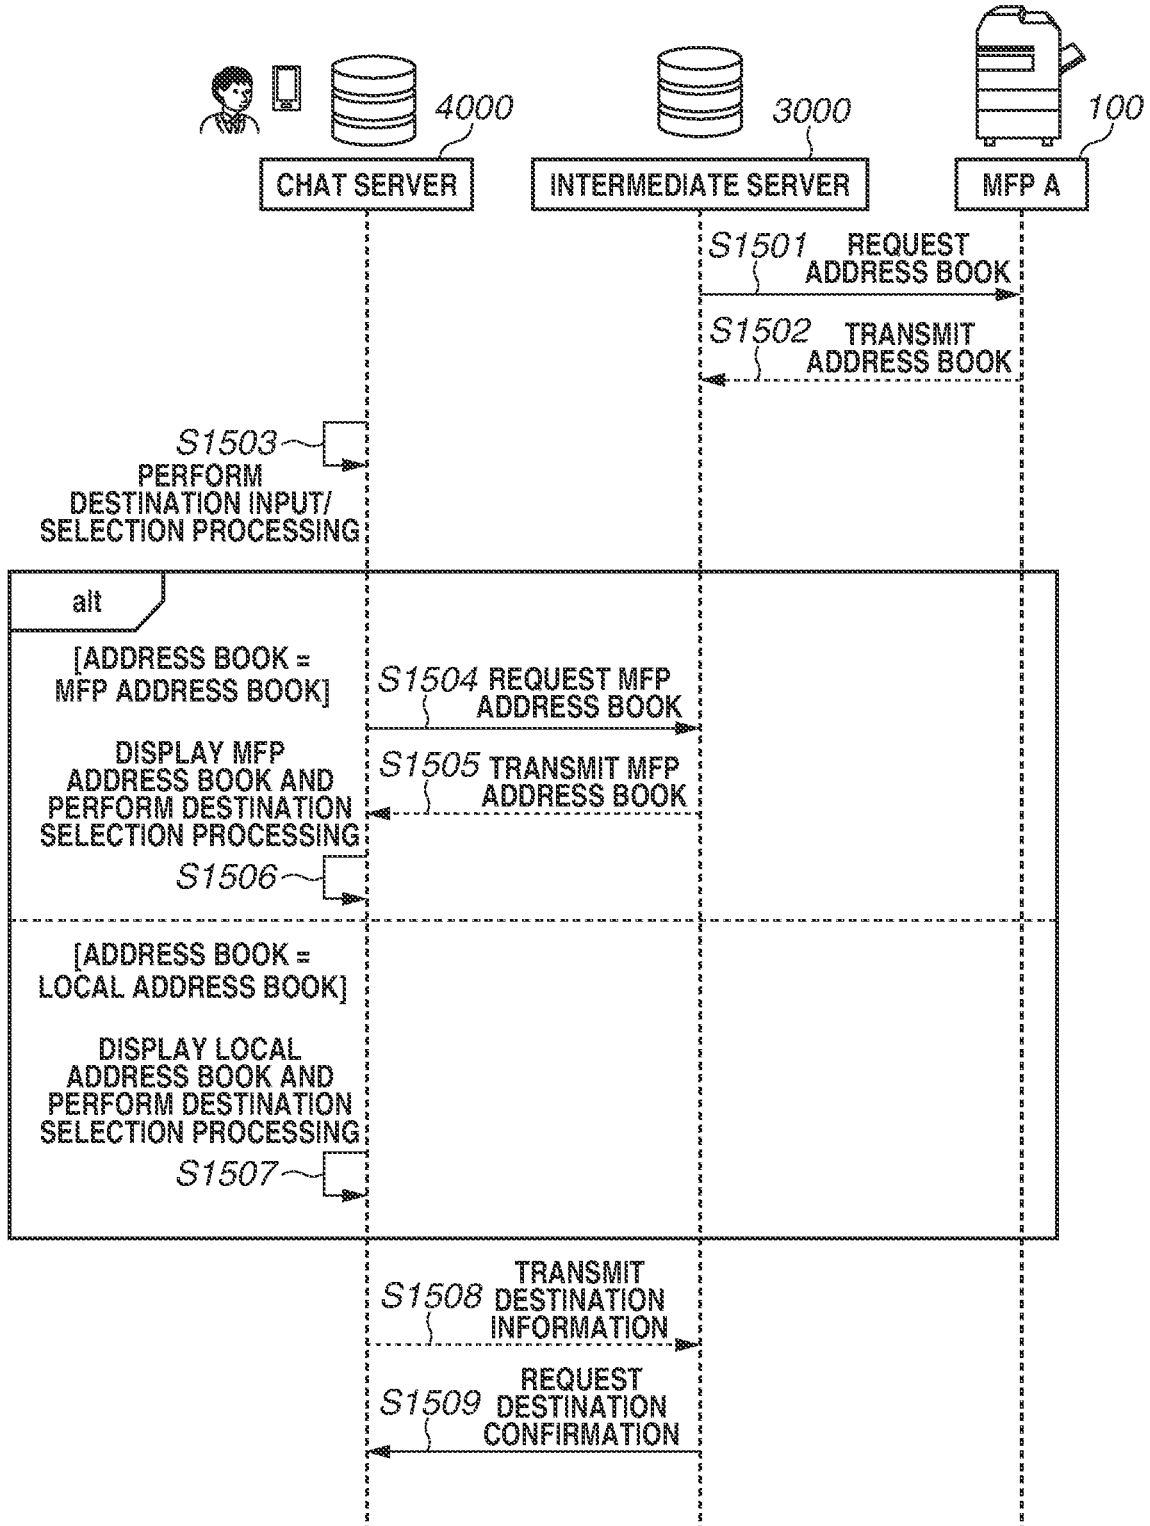 4000
3000
100
CHAT SERVER
INTERMEDIATE SERVER
MFP A
S1501
REQUEST
ADDRESS BOOK
S1502
TRANSMIT
ADDRESS BOOK
S1503
PERFORM
DESTINATION INPUT/
SELECTION PROCESSING
alt
[ADDRESS BOOK =
MFP ADDRESS BOOK]
S1504
REQUEST MFP
ADDRESS BOOK
S1505
TRANSMIT MFP
ADDRESS BOOK
DISPLAY MFP
ADDRESS BOOK AND
PERFORM DESTINATION
SELECTION PROCESSING
S1506
[ADDRESS BOOK =
LOCAL ADDRESS BOOK]
DISPLAY LOCAL
ADDRESS BOOK AND
PERFORM DESTINATION
SELECTION PROCESSING
S1507
S1508
TRANSMIT
DESTINATION
INFORMATION
S1509
REQUEST
DESTINATION
CONFIRMATION